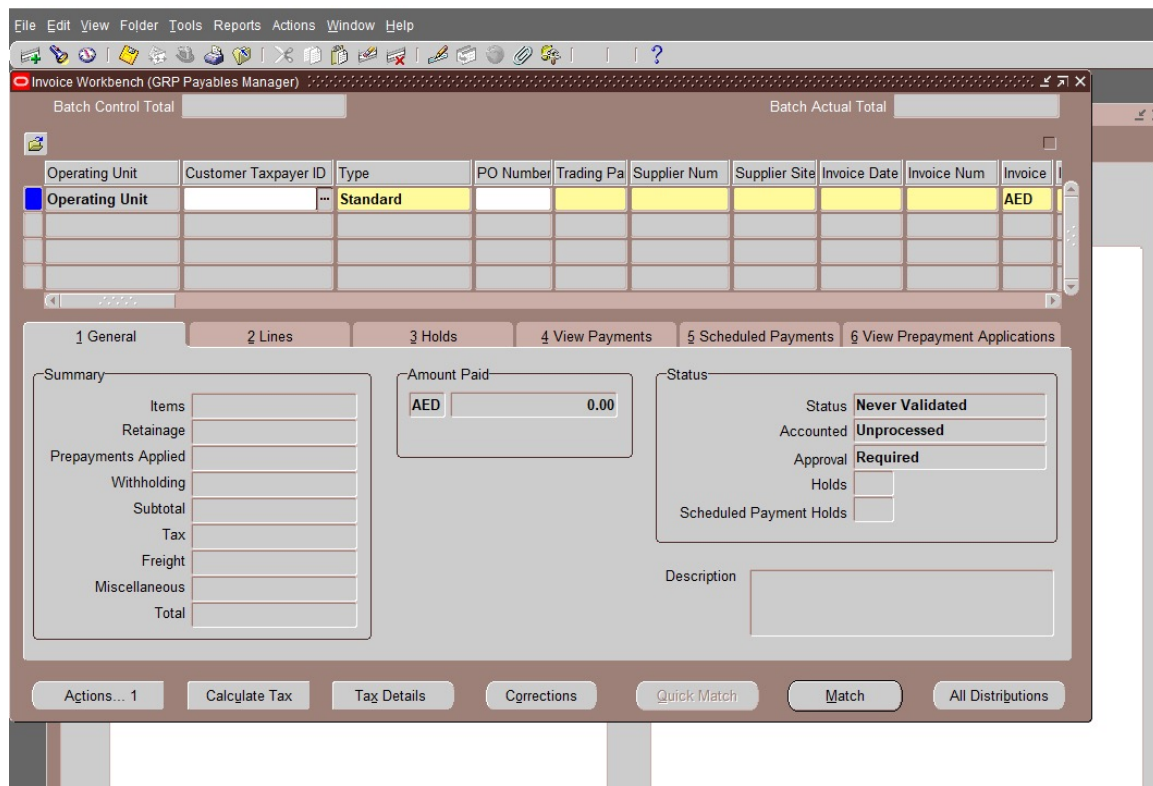 File Edit View Folder Tools Reports Actions Window Help
Invoice Workbench (GRP Payables Manager)
Batch Control Total
Batch Actual Total
Operating Unit Customer Taxpayer ID Type PO Number Trading Pa Supplier Num Supplier Site Invoice Date Invoice Num Invoice
Operating Unit ... Standard AED
1 General 2 Lines 3 Holds 4 View Payments 5 Scheduled Payments 6 View Prepayment Applications
Summary
Items
Retainage
Prepayments Applied
Withholding
Subtotal
Tax
Freight
Miscellaneous
Total
Amount Paid
AED 0.00
Status
Status Never Validated
Accounted Unprocessed
Approval Required
Holds
Scheduled Payment Holds
Description
Actions... 1 Calculate Tax Tax Details Corrections Quick Match Match All Distributions